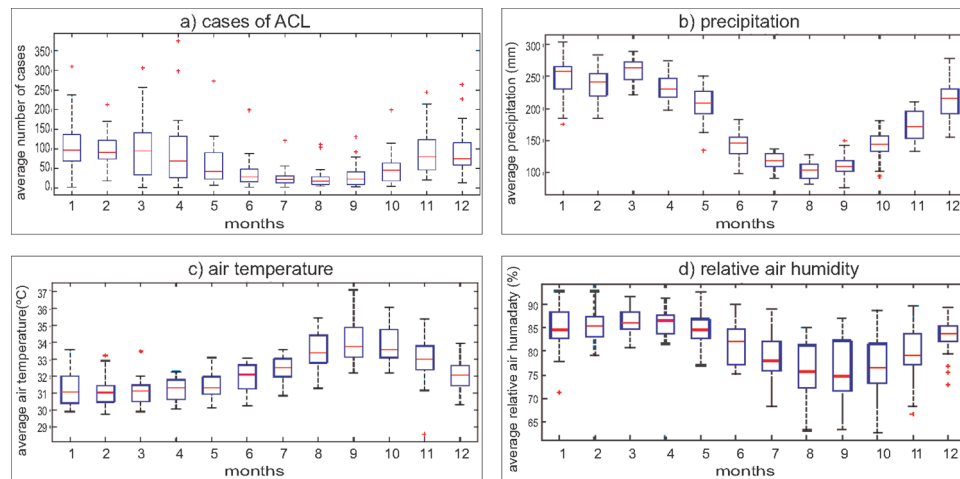 a) cases of ACL
average number of cases
350
300
250
200
150
100
50
0
1 2 3 4 5 6 7 8 9 10 11 12
months
b) precipitation
average precipitation (mm)
300
250
200
150
100
1 2 3 4 5 6 7 8 9 10 11 12
months
c) air temperature
average air temperature(ºC)
37
36
35
34
33
32
31
30
29
1 2 3 4 5 6 7 8 9 10 11 12
months
d) relative air humidity
average relative air humadaty (%)
90
85
80
75
70
65
1 2 3 4 5 6 7 8 9 10 11 12
months